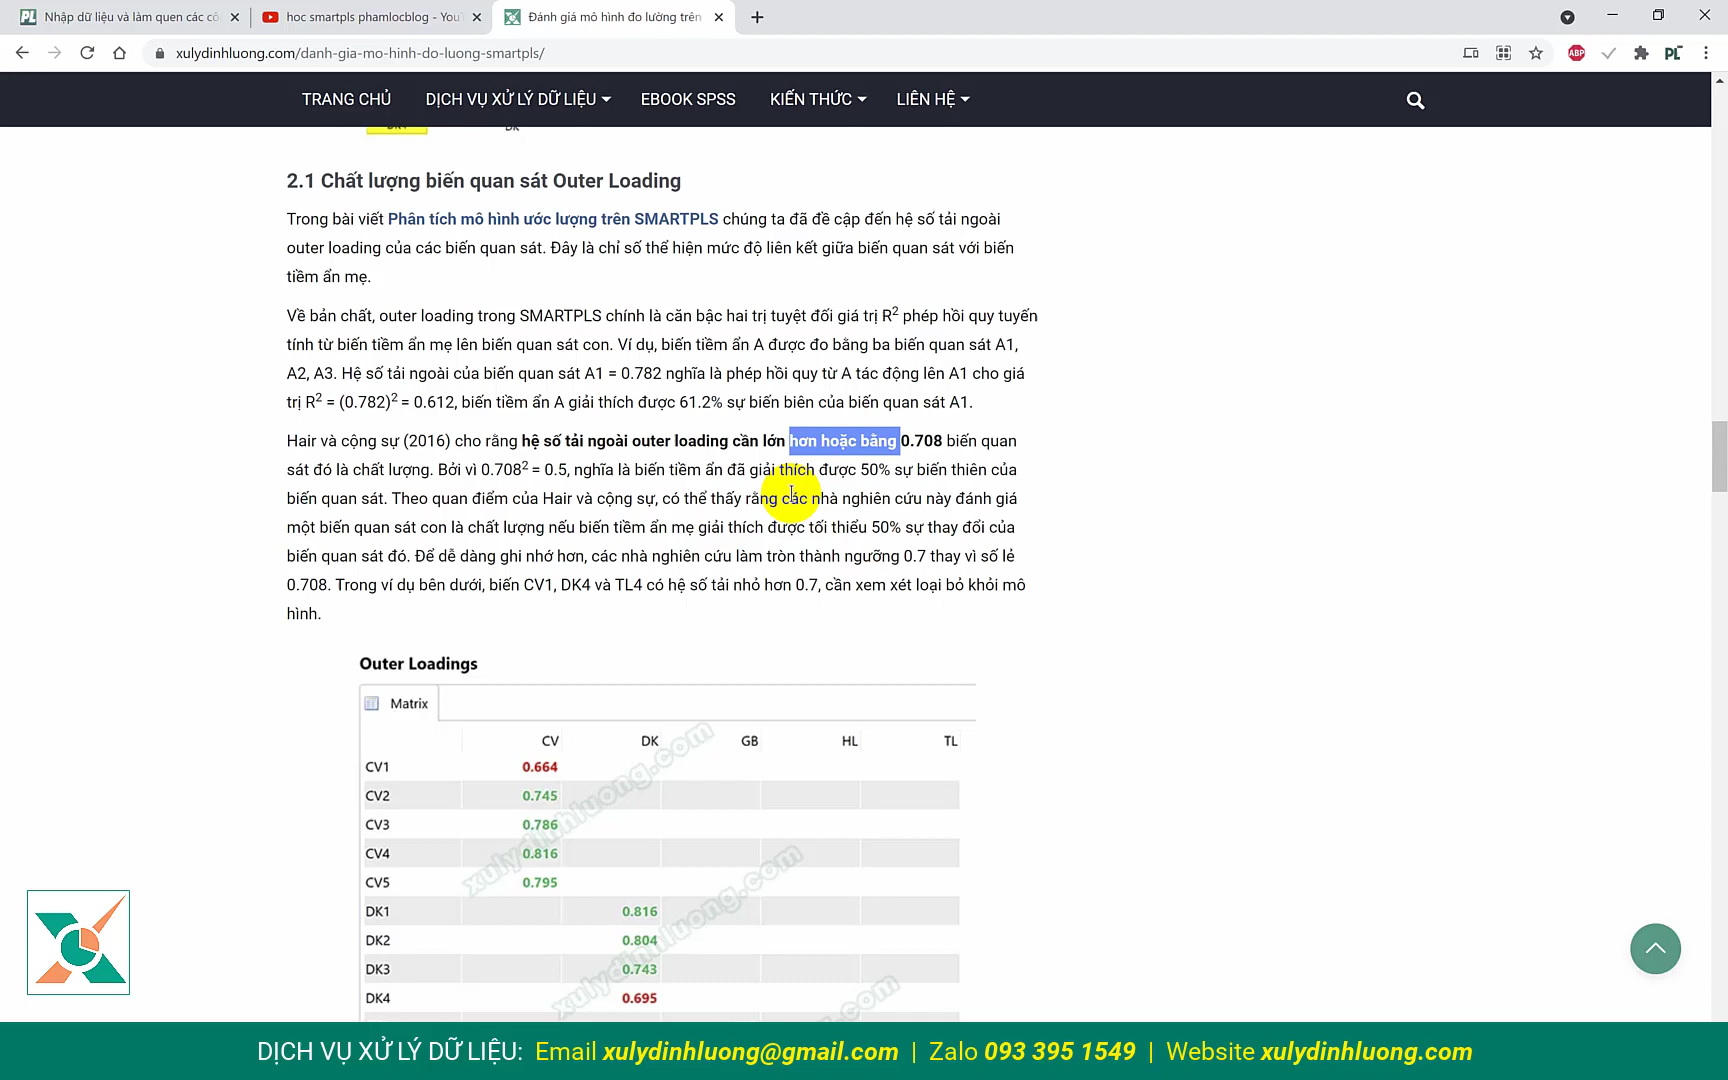 Nhập dữ liệu và làm quen các cô
hoc smartpls phamlocblog - YouT
Đánh giá mô hình đo lường trên
xulydinhluong.com/danh-gia-mo-hinh-do-luong-smartpls/
ABP
PL
TRANG CHỦ
DỊCH VỤ XỬ LÝ DỮ LIỆU
EBOOK SPSS
KIẾN THỨC
LIÊN HỆ
2.1 Chất lượng biến quan sát Outer Loading
Trong bài viết Phân tích mô hình ước lượng trên SMARTPLS chúng ta đã đề cập đến hệ số tải ngoài
outer loading của các biến quan sát. Đây là chỉ số thể hiện mức độ liên kết giữa biến quan sát với biến
tiềm ẩn mẹ.
Về bản chất, outer loading trong SMARTPLS chính là căn bậc hai trị tuyệt đối giá trị R² phép hồi quy tuyến
tính từ biến tiềm ẩn mẹ lên biến quan sát con. Ví dụ, biến tiềm ẩn A được đo bằng ba biến quan sát A1,
A2, A3. Hệ số tải ngoài của biến quan sát A1 = 0.782 nghĩa là phép hồi quy từ A tác động lên A1 cho giá
trị R² = (0.782)² = 0.612, biến tiềm ẩn A giải thích được 61.2% sự biến biên của biến quan sát A1.
Hair và cộng sự (2016) cho rằng hệ số tải ngoài outer loading cần lớn hơn hoặc bằng 0.708 biến quan
sát đó là chất lượng. Bởi vì 0.708² = 0.5, nghĩa là biến tiềm ẩn đã giải thích được 50% sự biến thiên của
biến quan sát. Theo quan điểm của Hair và cộng sự, có thể thấy rằng các nhà nghiên cứu này đánh giá
một biến quan sát con là chất lượng nếu biến tiềm ẩn mẹ giải thích được tối thiểu 50% sự thay đổi của
biến quan sát đó. Để dễ dàng ghi nhớ hơn, các nhà nghiên cứu làm tròn thành ngưỡng 0.7 thay vì số lẻ
0.708. Trong ví dụ bên dưới, biến CV1, DK4 và TL4 có hệ số tải nhỏ hơn 0.7, cần xem xét loại bỏ khỏi mô
hình.
Outer Loadings
Matrix
CV DK GB HL TL
CV1 0.664
CV2 0.745
CV3 0.786
CV4 0.816
CV5 0.795
DK1 0.816
DK2 0.804
DK3 0.743
DK4 0.695
xulydinhluong.com
xulydinhluong.com
DỊCH VỤ XỬ LÝ DỮ LIỆU: Email xulydinhluong@gmail.com | Zalo 093 395 1549 | Website xulydinhluong.com